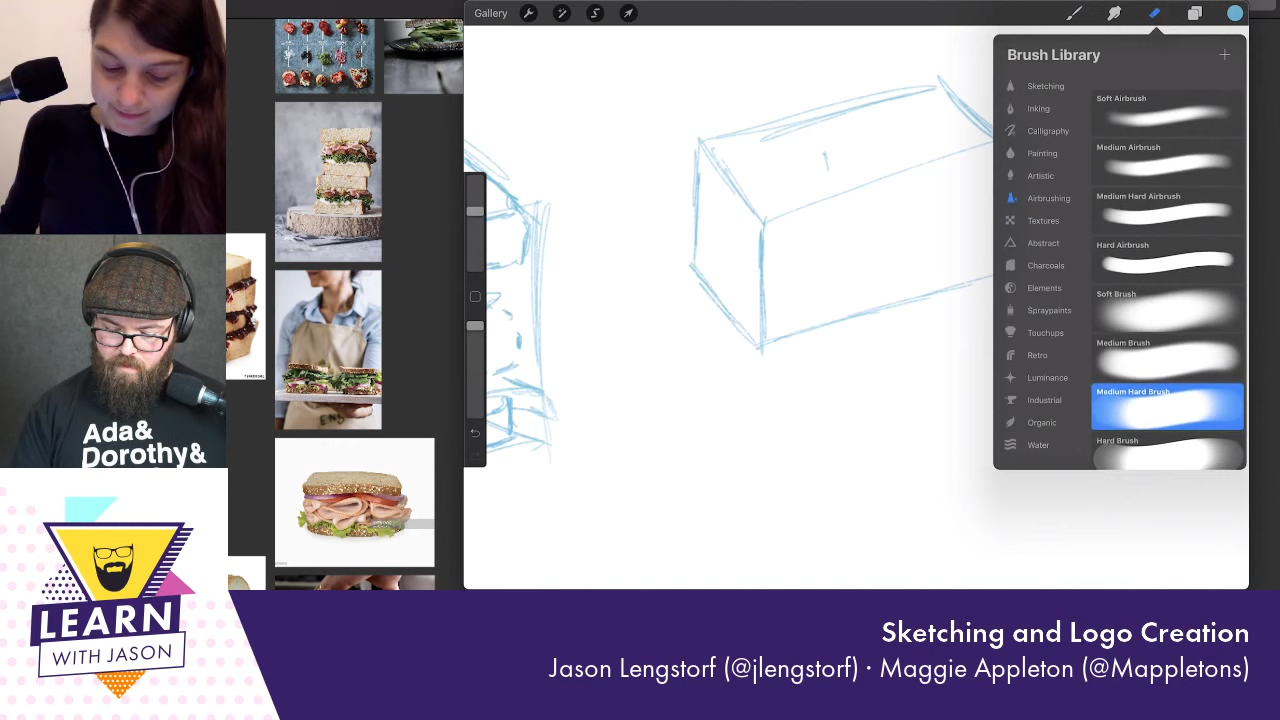 Gallery
Brush Library
Sketching
Inking
Calligraphy
Painting
Artistic
Airbrushing
Textures
Abstract
Charcoals
Elements
Spraypaints
Touchups
Retro
Luminance
Industrial
Organic
Water
Soft Airbrush
Medium Airbrush
Medium Hard Airbrush
Hard Airbrush
Soft Brush
Medium Brush
Medium Hard Brush
Hard Brush
Ada&
Dorothy&
LEARN
WITH JASON
Sketching and Logo Creation
Jason Lengstorf (@jlengstorf) · Maggie Appleton (@Mappletons)